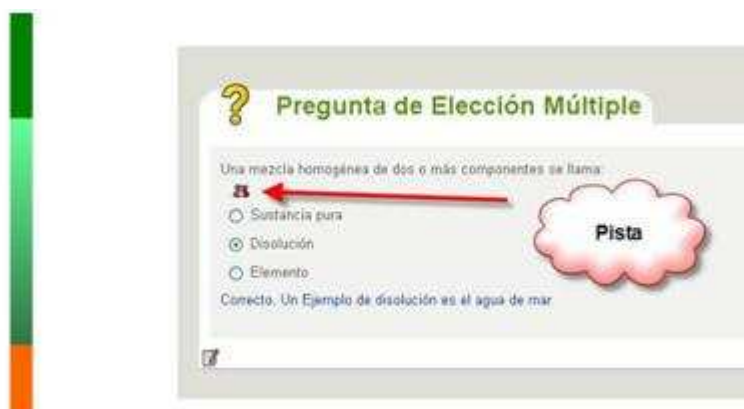 Pregunta de Elección Múltiple
Una mezcla homogénea de dos o más componentes se llama:
Sustancia pura
Disolución
Elemento
Correcto. Un Ejemplo de disolución es el agua de mar
Pista